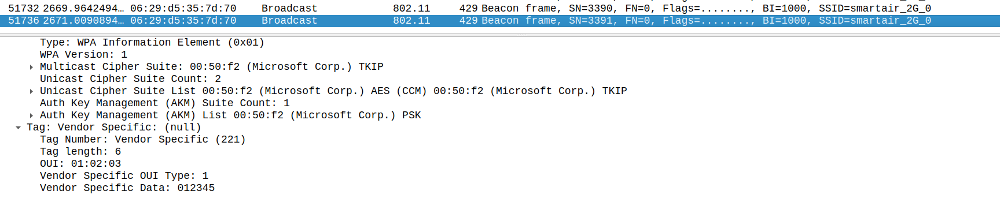 51732 2669.9642494… 06:29:d5:35:7d:70 Broadcast 802.11 429 Beacon frame, SN=3390, FN=0, Flags=........, BI=1000, SSID=smartair_2G_0
51736 2671.0090894… 06:29:d5:35:7d:70 Broadcast 802.11 429 Beacon frame, SN=3391, FN=0, Flags=........, BI=1000, SSID=smartair_2G_0
Type: WPA Information Element (0x01)
WPA Version: 1
Multicast Cipher Suite: 00:50:f2 (Microsoft Corp.) TKIP
Unicast Cipher Suite Count: 2
Unicast Cipher Suite List 00:50:f2 (Microsoft Corp.) AES (CCM) 00:50:f2 (Microsoft Corp.) TKIP
Auth Key Management (AKM) Suite Count: 1
Auth Key Management (AKM) List 00:50:f2 (Microsoft Corp.) PSK
Tag: Vendor Specific: (null)
Tag Number: Vendor Specific (221)
Tag length: 6
OUI: 01:02:03
Vendor Specific OUI Type: 1
Vendor Specific Data: 012345